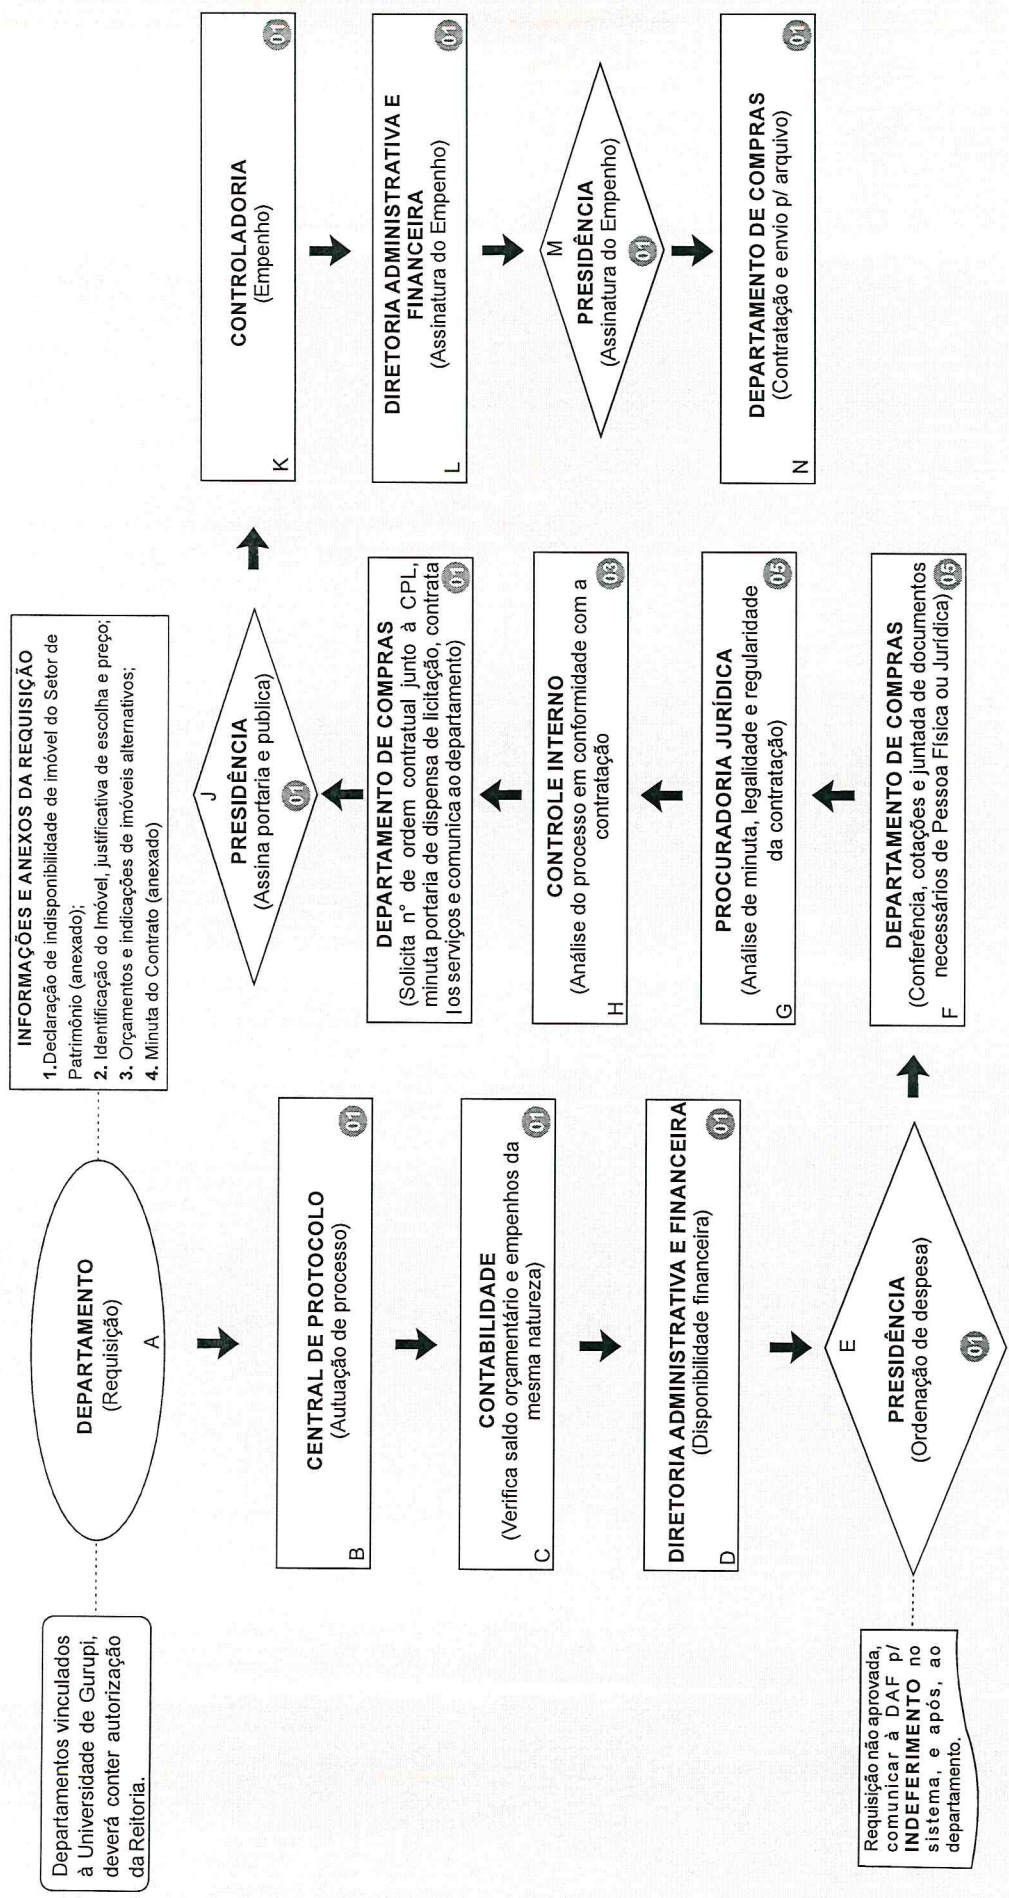 Departamentos vinculados
à Universidade de Gurupi,
deverá conter autorização
da Reitoria.
DEPARTAMENTO
(Requisição)
A
INFORMAÇÕES E ANEXOS DA REQUISIÇÃO
1.Declaração de indisponibilidade de imóvel do Setor de
Patrimônio (anexado);
2. Identificação do Imóvel, justificativa de escolha e preço;
3. Orçamentos e indicações de imóveis alternativos;
4. Minuta do Contrato (anexado)
CENTRAL DE PROTOCOLO
(Autuação de processo)
B
01
CONTABILIDADE
(Verifica saldo orçamentário e empenhos da
mesma natureza)
C
01
DIRETORIA ADMINISTRATIVA E FINANCEIRA
(Disponibilidade financeira)
D
01
E
PRESIDÊNCIA
(Ordenação de despesa)
01
Requisição não aprovada,
comunicar à DAF p/
INDEFERIMENTO no
sistema, e após, ao
departamento.
DEPARTAMENTO DE COMPRAS
(Conferência, cotações e juntada de documentos
necessários de Pessoa Física ou Jurídica)
F
05
PROCURADORIA JURÍDICA
(Análise de minuta, legalidade e regularidade
da contratação)
G
05
CONTROLE INTERNO
(Análise do processo em conformidade com a
contratação
H
03
DEPARTAMENTO DE COMPRAS
(Solicita n° de ordem contratual junto à CPL,
minuta portaria de dispensa de licitação, contrata
I os serviços e comunica ao departamento)
01
J
PRESIDÊNCIA
(Assina portaria e publica)
01
CONTROLADORIA
(Empenho)
K
01
DIRETORIA ADMINISTRATIVA E
FINANCEIRA
(Assinatura do Empenho)
L
01
M
PRESIDÊNCIA
(Assinatura do Empenho)
01
DEPARTAMENTO DE COMPRAS
(Contratação e envio p/ arquivo)
N
01